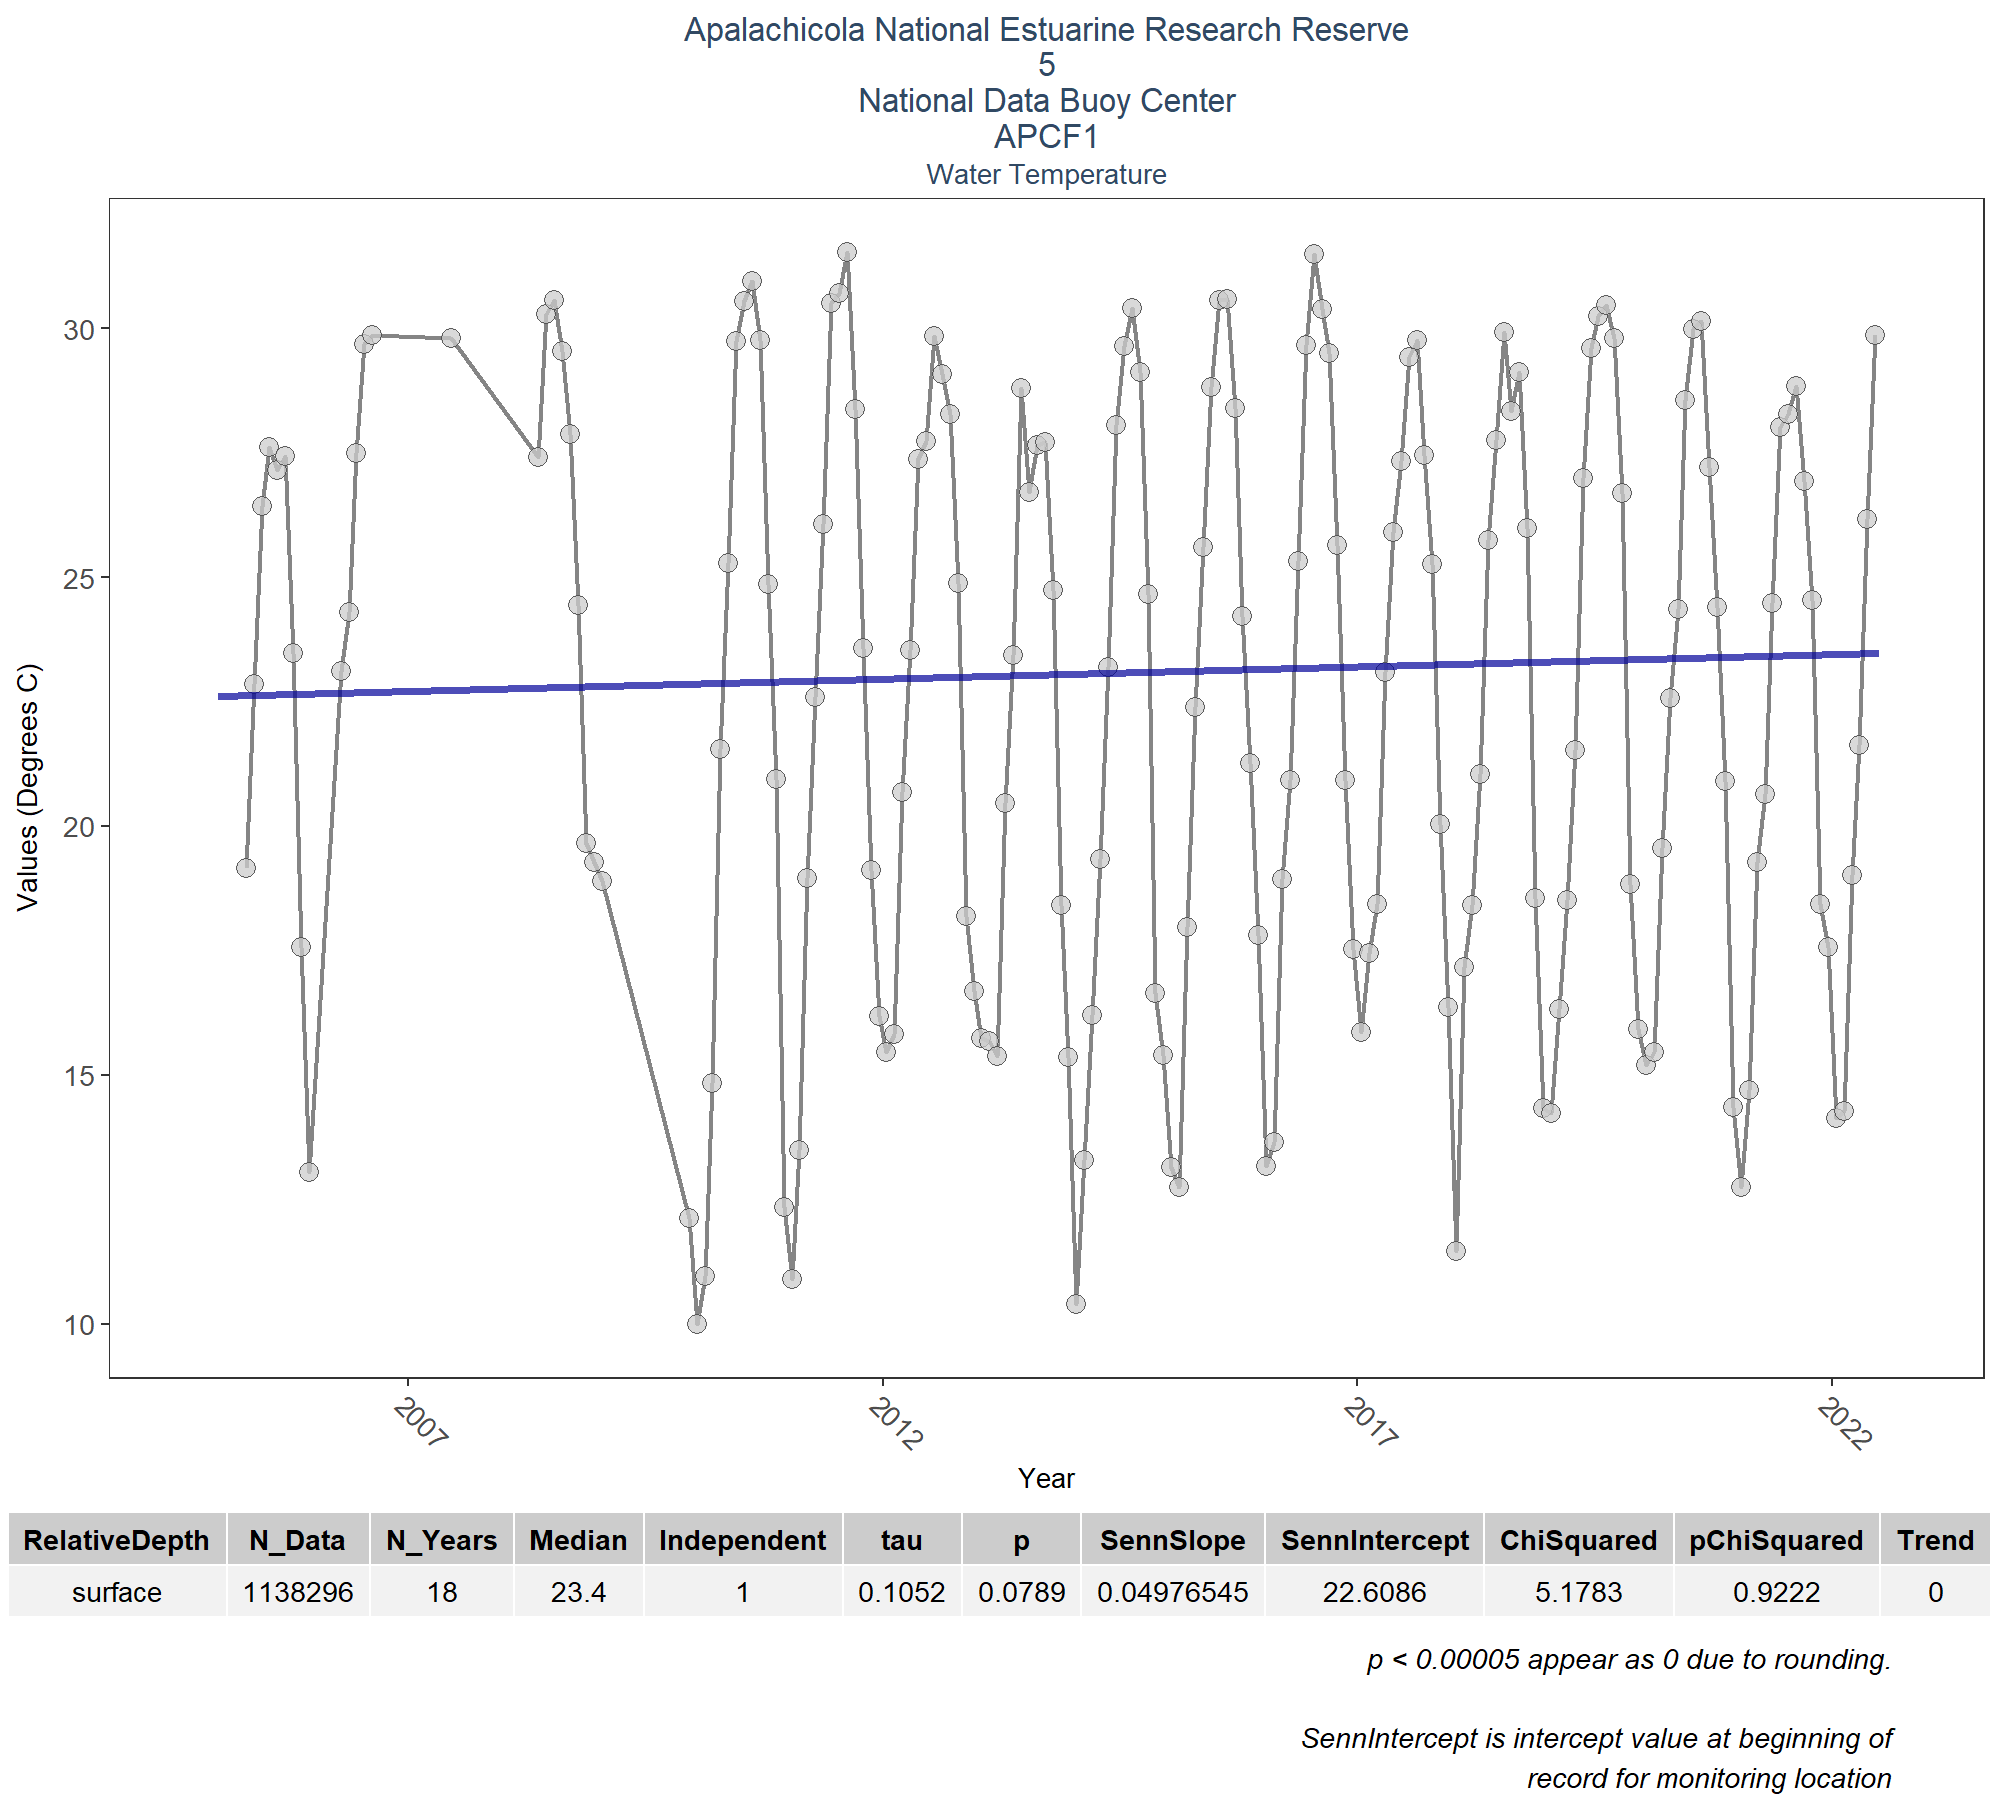 Apalachicola National Estuarine Research Reserve
5
National Data Buoy Center
APCF1
Water Temperature
Values (Degrees C)
30
25
20
15
10
2007 2012 2017 2022
Year
RelativeDepth N_Data N_Years Median Independent tau p SennSlope SennIntercept ChiSquared pChiSquared Trend
surface 1138296 18 23.4 1 0.1052 0.0789 0.04976545 22.6086 5.1783 0.9222 0
p < 0.00005 appear as 0 due to rounding.
SennIntercept is intercept value at beginning of
record for monitoring location